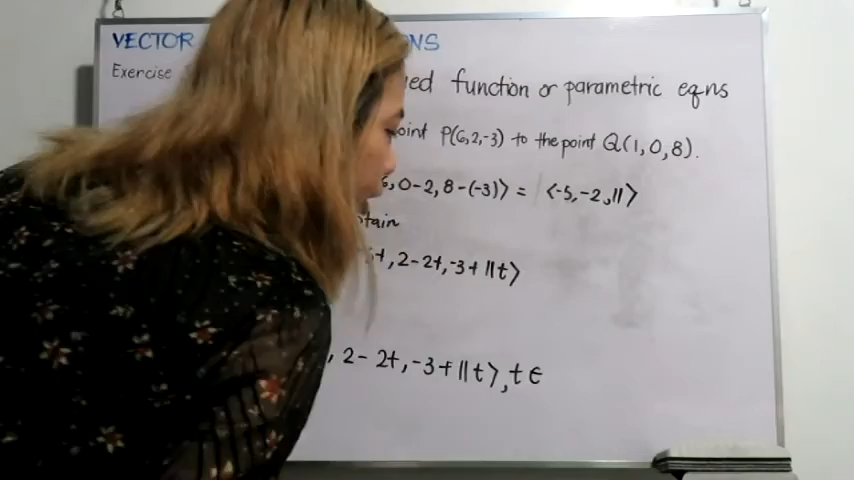 VECTOR NS
Exercise ed function or parametric eqns
oint P(6,2,-3) to the point Q(1,0,8).
6, 0-2, 8-(-3)⟩ = ⟨-5,-2,11⟩
tain
t, 2-2t, -3+11t⟩
, 2-2t, -3+11t⟩, t ∈